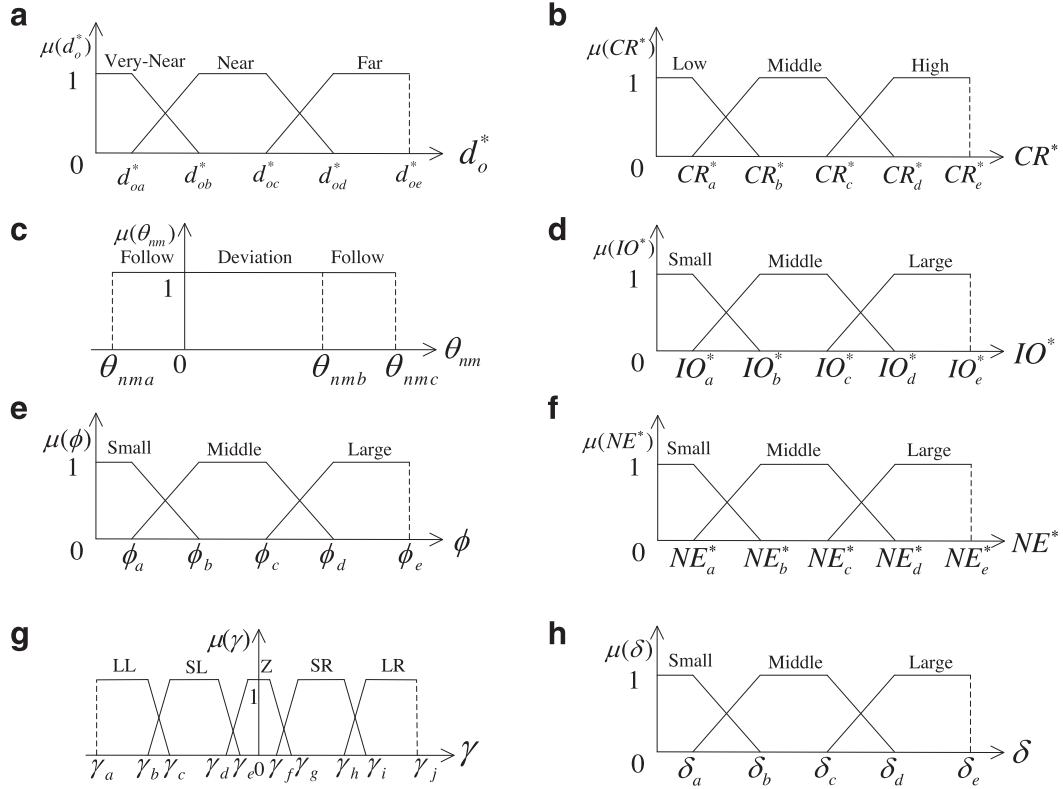 a
μ(d*o)
Very-Near Near Far
1
0
d*oa d*ob d*oc d*od d*oe d*o
b
μ(CR*)
Low Middle High
1
0
CR*a CR*b CR*c CR*d CR*e CR*
c
μ(θnm)
Follow Deviation Follow
1
θnma 0 θnmb θnmc θnm
d
μ(IO*)
Small Middle Large
1
0
IO*a IO*b IO*c IO*d IO*e IO*
e
μ(ϕ)
Small Middle Large
1
0
ϕa ϕb ϕc ϕd ϕe ϕ
f
μ(NE*)
Small Middle Large
1
0
NE*a NE*b NE*c NE*d NE*e NE*
g
μ(γ)
LL SL Z SR LR
1
γa γb γc γd γe 0 γf γg γh γi γj γ
h
μ(δ)
Small Middle Large
1
0
δa δb δc δd δe δ